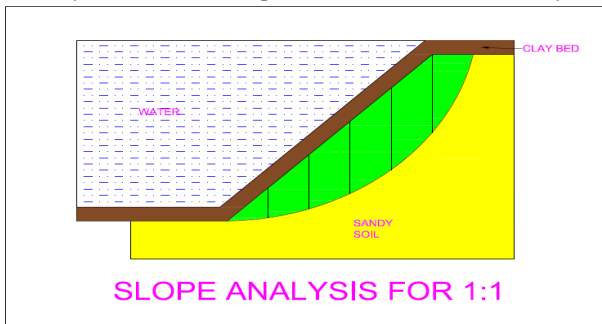 CLAY BED
WATER
SANDY
SOIL
SLOPE ANALYSIS FOR 1:1